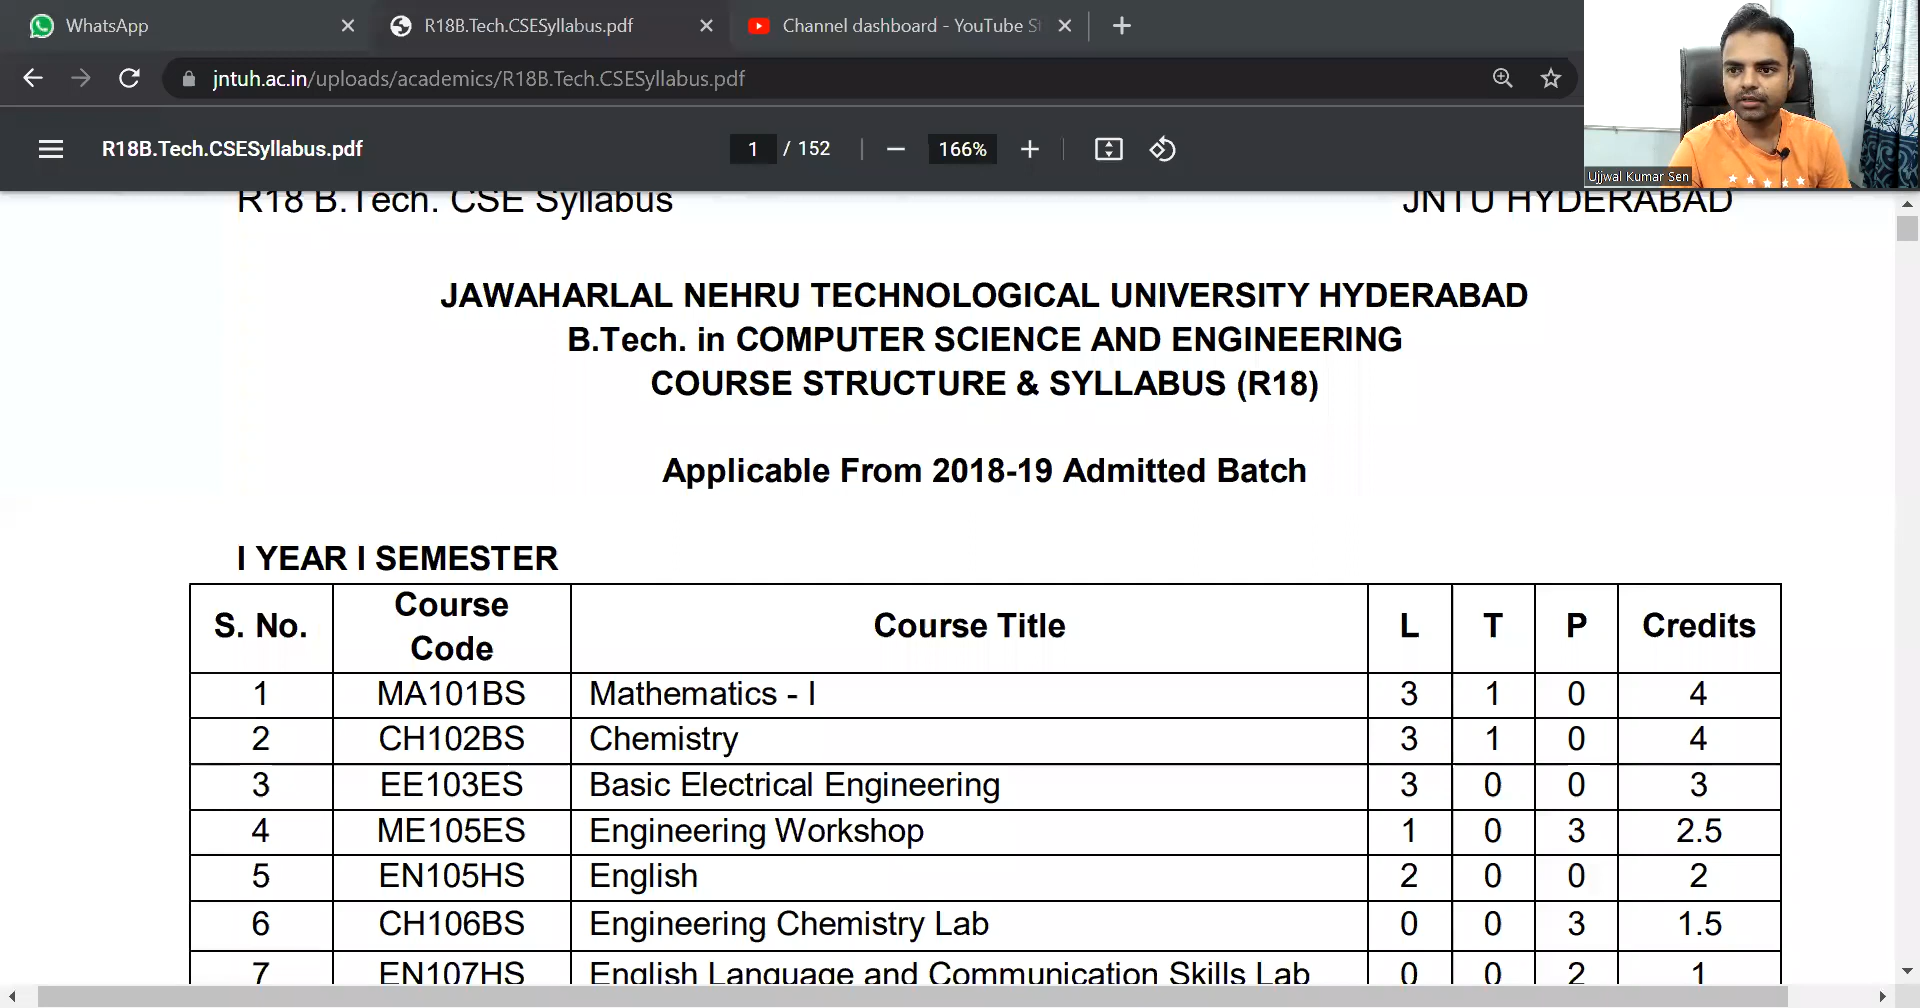 WhatsApp
R18B.Tech.CSESyllabus.pdf
Channel dashboard - YouTube St
jntuh.ac.in/uploads/academics/R18B.Tech.CSESyllabus.pdf
R18B.Tech.CSESyllabus.pdf
1 / 152
166%
Ujjwal Kumar Sen
R18 B.Tech. CSE Syllabus JNTU HYDERABAD
JAWAHARLAL NEHRU TECHNOLOGICAL UNIVERSITY HYDERABAD
B.Tech. in COMPUTER SCIENCE AND ENGINEERING
COURSE STRUCTURE & SYLLABUS (R18)
Applicable From 2018-19 Admitted Batch
I YEAR I SEMESTER
S. No. Course Code Course Title L T P Credits
1 MA101BS Mathematics - I 3 1 0 4
2 CH102BS Chemistry 3 1 0 4
3 EE103ES Basic Electrical Engineering 3 0 0 3
4 ME105ES Engineering Workshop 1 0 3 2.5
5 EN105HS English 2 0 0 2
6 CH106BS Engineering Chemistry Lab 0 0 3 1.5
7 EN107HS English Language and Communication Skills Lab 0 0 2 1